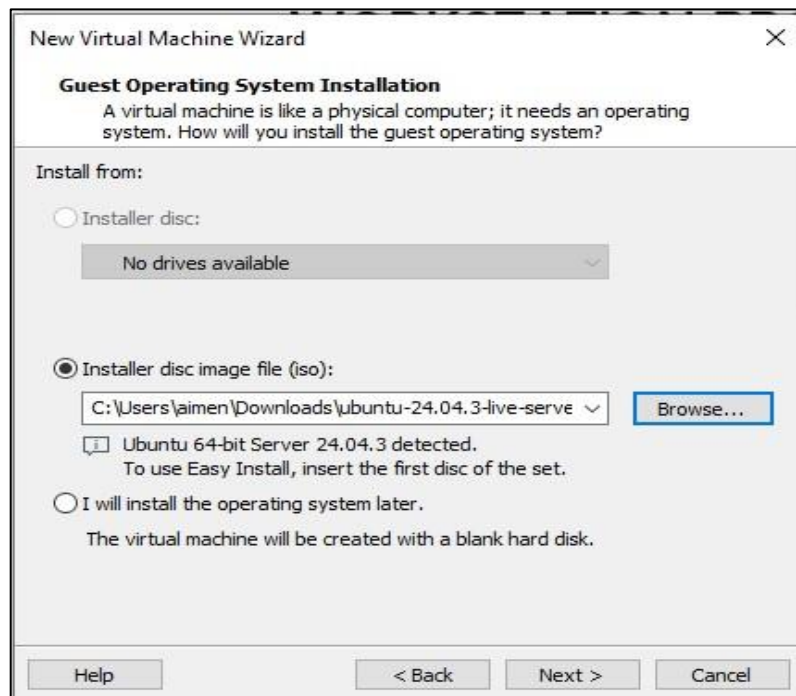 New Virtual Machine Wizard
Guest Operating System Installation
A virtual machine is like a physical computer; it needs an operating
system. How will you install the guest operating system?
Install from:
Installer disc:
No drives available
Installer disc image file (iso):
C:\Users\aimen\Downloads\ubuntu-24.04.3-live-serve
Browse...
Ubuntu 64-bit Server 24.04.3 detected.
To use Easy Install, insert the first disc of the set.
I will install the operating system later.
The virtual machine will be created with a blank hard disk.
Help
< Back
Next >
Cancel